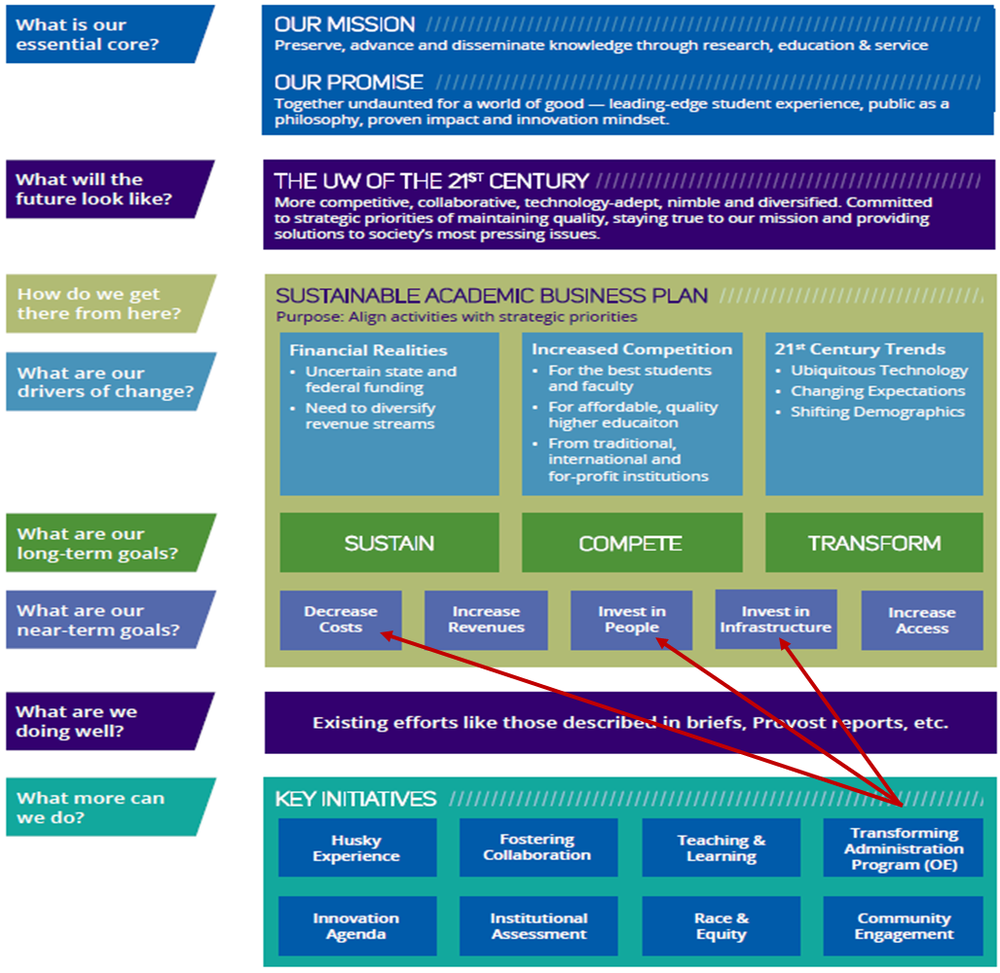 What is our
essential core?
OUR MISSION
Preserve, advance and disseminate knowledge through research, education & service
OUR PROMISE
Together undaunted for a world of good — leading-edge student experience, public as a
philosophy, proven impact and innovation mindset.
What will the
future look like?
THE UW OF THE 21ST CENTURY
More competitive, collaborative, technology-adept, nimble and diversified. Committed
to strategic priorities of maintaining quality, staying true to our mission and providing
solutions to society's most pressing issues.
How do we get
there from here?
SUSTAINABLE ACADEMIC BUSINESS PLAN
Purpose: Align activities with strategic priorities
What are our
drivers of change?
Financial Realities
• Uncertain state and
federal funding
• Need to diversify
revenue streams
Increased Competition
• For the best students
and faculty
• For affordable, quality
higher educaiton
• From traditional,
international and
for-profit institutions
21st Century Trends
• Ubiquitous Technology
• Changing Expectations
• Shifting Demographics
What are our
long-term goals?
SUSTAIN
COMPETE
TRANSFORM
What are our
near-term goals?
Decrease
Costs
Increase
Revenues
Invest in
People
Invest in
Infrastructure
Increase
Access
What are we
doing well?
Existing efforts like those described in briefs, Provost reports, etc.
What more can
we do?
KEY INITIATIVES
Husky
Experience
Fostering
Collaboration
Teaching &
Learning
Transforming
Administration
Program (OE)
Innovation
Agenda
Institutional
Assessment
Race &
Equity
Community
Engagement